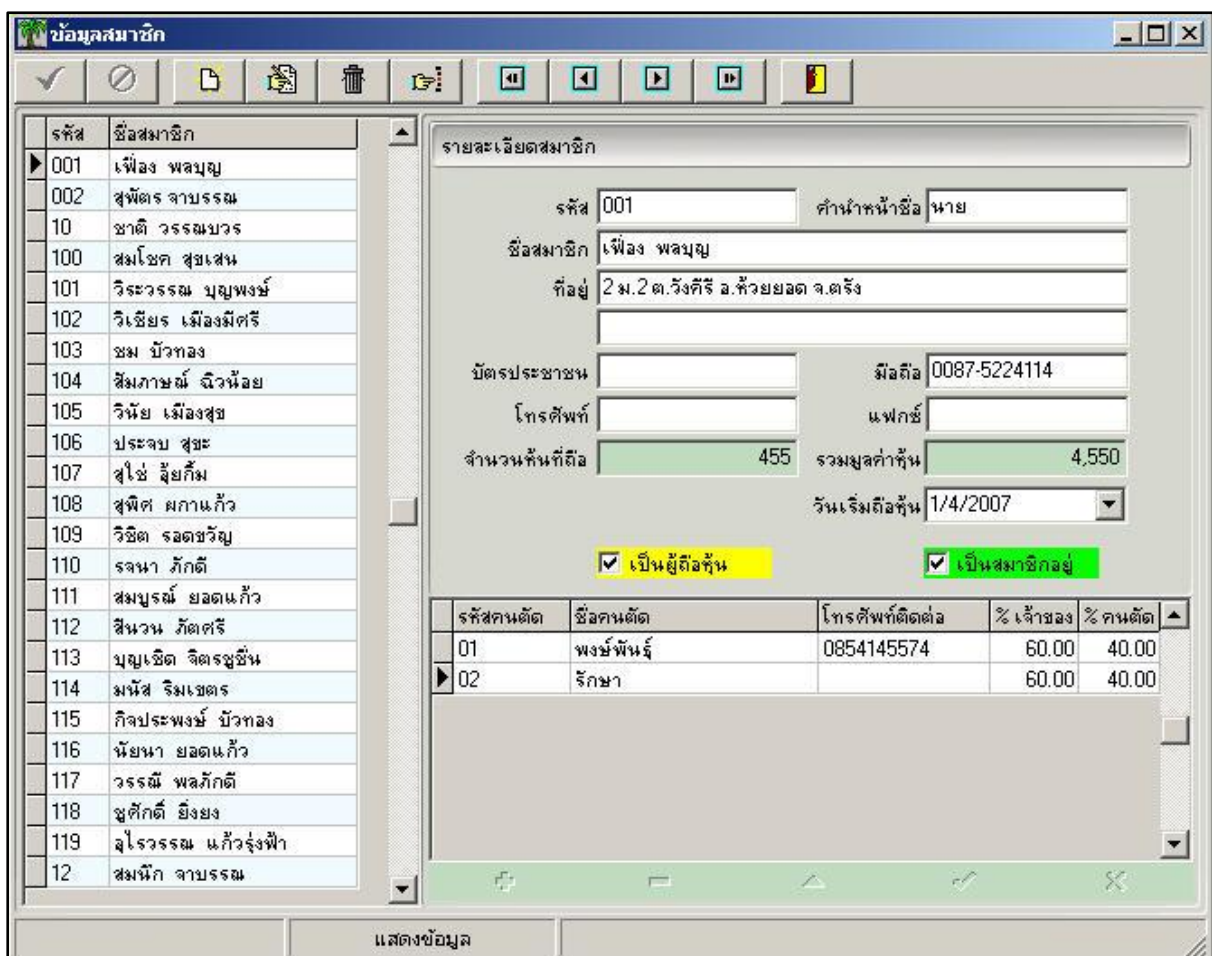 ข้อมูลสมาชิก
รหัส ชื่อสมาชิก
001 เฟื่อง พลบุญ
002 สุพัตร จาบรรณ
10 ชาติ วรรณบวร
100 สมโชค สุขเสน
101 วิระวรรณ บุญพงษ์
102 วิเชียร เมืองมีศรี
103 ชม บัวทอง
104 สัมภาษณ์ ฉิวน้อย
105 วินัย เมืองสุข
106 ประจบ สุขะ
107 สุไช่ อุ้ยกิ้ม
108 สุพิศ ผกาแก้ว
109 วิชิต รอดขวัญ
110 รจนา ภักดี
111 สมบูรณ์ ยอดแก้ว
112 สีนวน ภัตศรี
113 บุญเชิด จิตรชูชื่น
114 มนัส ริมเขตร
115 กิจประพงษ์ บัวทอง
116 นัยนา ยอดแก้ว
117 วรรณี พลภักดี
118 ชูศักดิ์ ยิ่งยง
119 อุไรวรรณ แก้วรุ่งฟ้า
12 สมนึก จาบรรณ
รายละเอียดสมาชิก
รหัส 001 คำนำหน้าชื่อ นาย
ชื่อสมาชิก เฟื่อง พลบุญ
ที่อยู่ 2 ม.2 ต.วังคีรี อ.ห้วยยอด จ.ตรัง
บัตรประชาชน มือถือ 0087-5224114
โทรศัพท์ แฟกซ์
จำนวนหุ้นที่ถือ 455 รวมมูลค่าหุ้น 4,550
วันเริ่มถือหุ้น 1/4/2007
เป็นผู้ถือหุ้น เป็นสมาชิกอยู่
รหัสคนตัด ชื่อคนตัด โทรศัพท์ติดต่อ % เจ้าของ % คนตัด
01 พงษ์พันธุ์ 0854145574 60.00 40.00
02 รักษา 60.00 40.00
แสดงข้อมูล